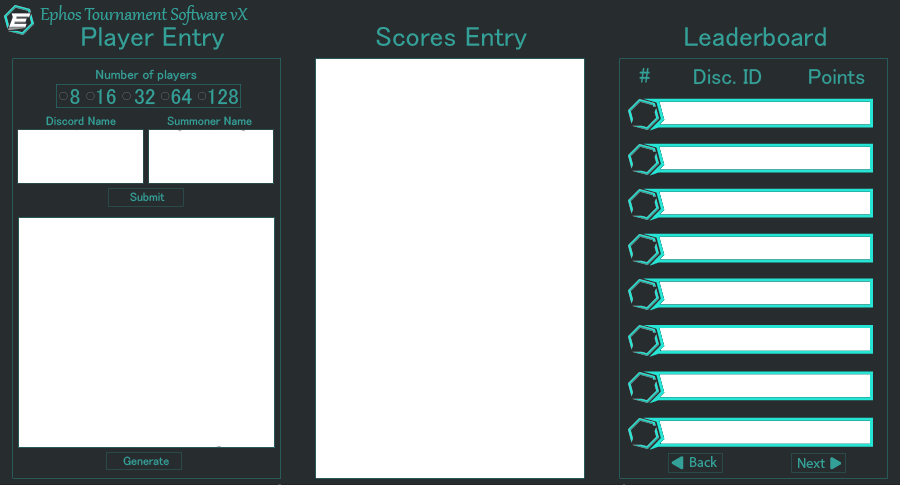 E
Ephos Tournament Software vX
Player Entry
Number of players
8 16 32 64 128
Discord Name Summoner Name
Submit
Generate
Scores Entry
Leaderboard
# Disc. ID Points
Back Next